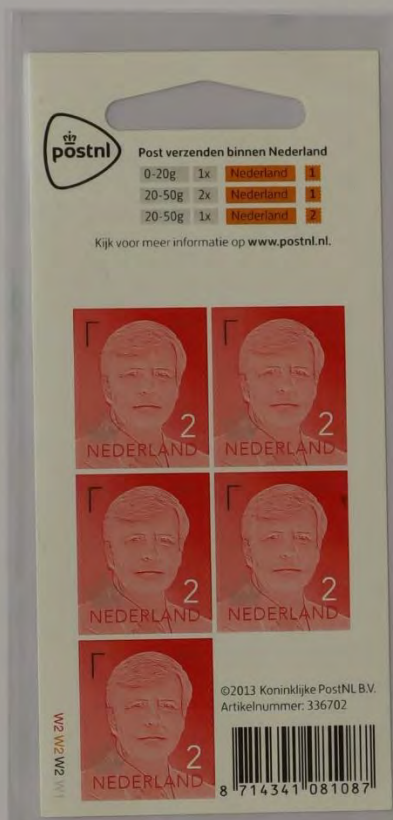 postnl
Post verzenden binnen Nederland
0-20g 1x Nederland 1
20-50g 2x Nederland 1
20-50g 1x Nederland 2
Kijk voor meer informatie op www.postnl.nl.
2 2
NEDERLAND NEDERLAND
2 2
NEDERLAND NEDERLAND
2
NEDERLAND
©2013 Koninklijke PostNL B.V.
Artikelnummer: 336702
W2 W2 W2 W1
8 714341 081087